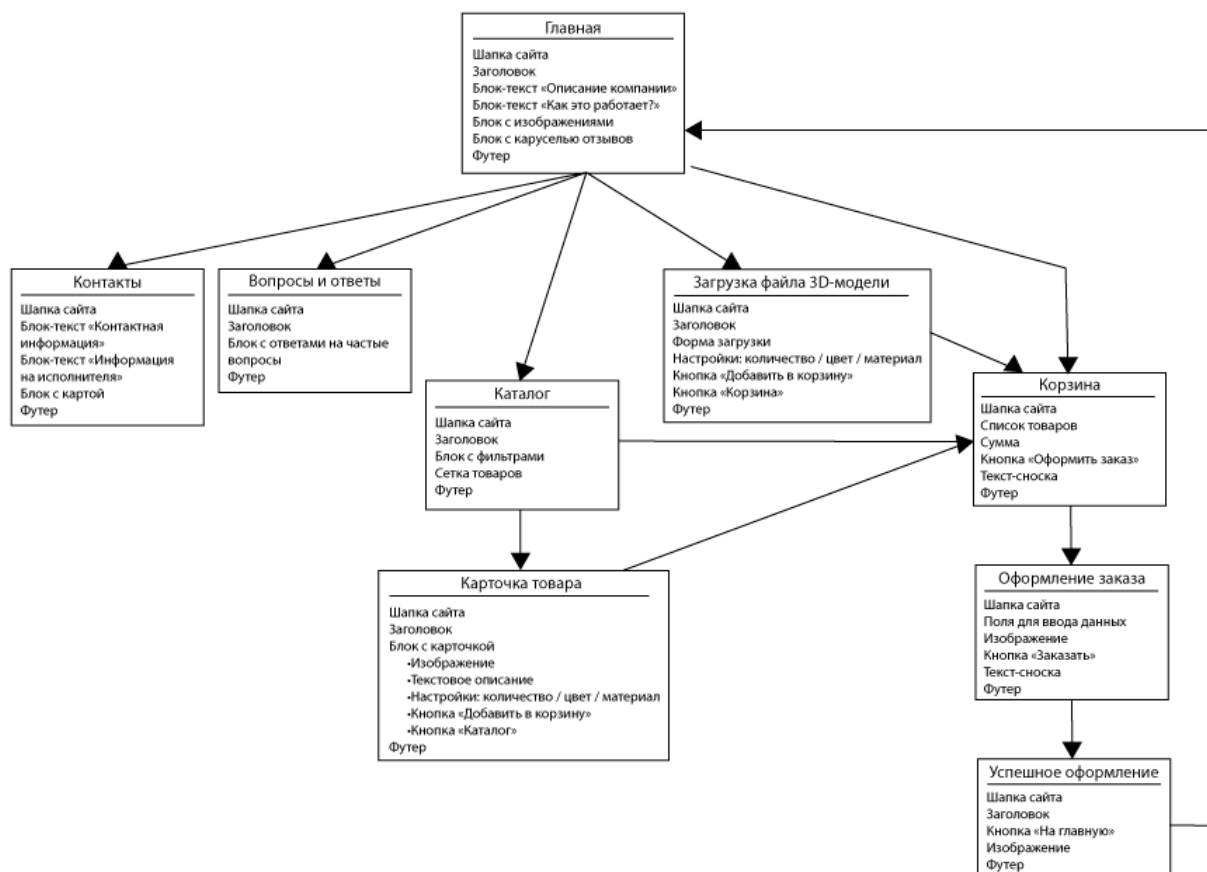 Главная
Шапка сайта
Заголовок
Блок-текст «Описание компании»
Блок-текст «Как это работает?»
Блок с изображениями
Блок с каруселью отзывов
Футер
Контакты
Шапка сайта
Блок-текст «Контактная
информация»
Блок-текст «Информация
на исполнителя»
Блок с картой
Футер
Вопросы и ответы
Шапка сайта
Заголовок
Блок с ответами на частые
вопросы
Футер
Каталог
Шапка сайта
Заголовок
Блок с фильтрами
Сетка товаров
Футер
Загрузка файла 3D-модели
Шапка сайта
Заголовок
Форма загрузки
Настройки: количество / цвет / материал
Кнопка «Добавить в корзину»
Кнопка «Корзина»
Футер
Корзина
Шапка сайта
Список товаров
Сумма
Кнопка «Оформить заказ»
Текст-сноска
Футер
Карточка товара
Шапка сайта
Заголовок
Блок с карточкой
•Изображение
•Текстовое описание
•Настройки: количество / цвет / материал
•Кнопка «Добавить в корзину»
•Кнопка «Каталог»
Футер
Оформление заказа
Шапка сайта
Поля для ввода данных
Изображение
Кнопка «Заказать»
Текст-сноска
Футер
Успешное оформление
Шапка сайта
Заголовок
Кнопка «На главную»
Изображение
Футер